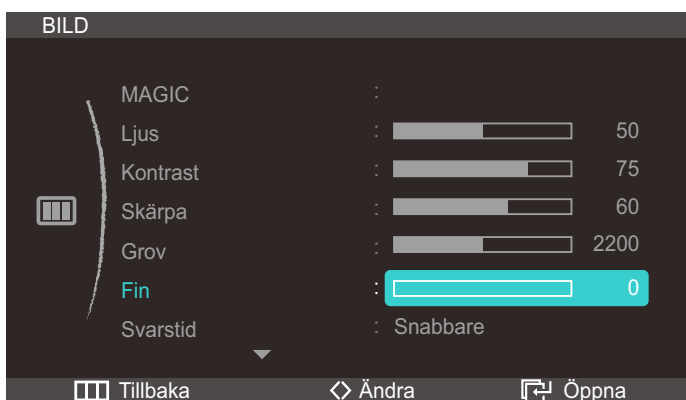 BILD
MAGIC :
Ljus : 50
Kontrast : 75
Skärpa : 60
Grov : 2200
Fin : 0
Svarstid : Snabbare
Tillbaka Ändra Öppna